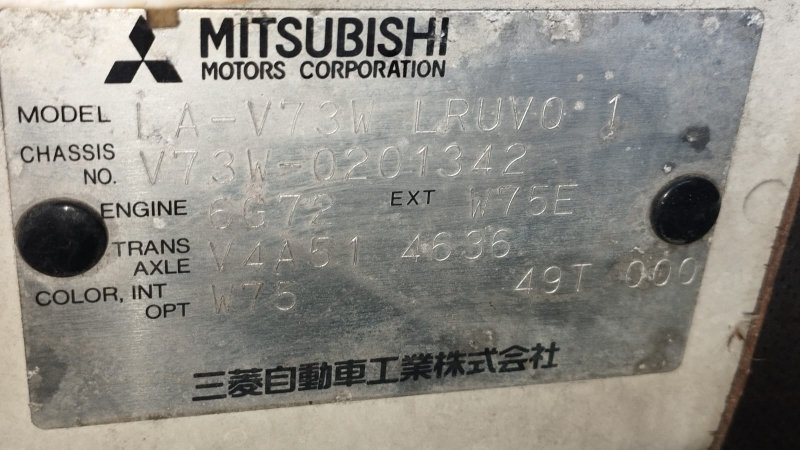 MITSUBISHI
MOTORS CORPORATION
MODEL LA-V73W LRUV0 1
CHASSIS NO. V73W-0201342
ENGINE 6G72 EXT W75E
TRANS AXLE V4A51 4636
COLOR, INT OPT W75 49T 000
三菱自動車工業株式会社